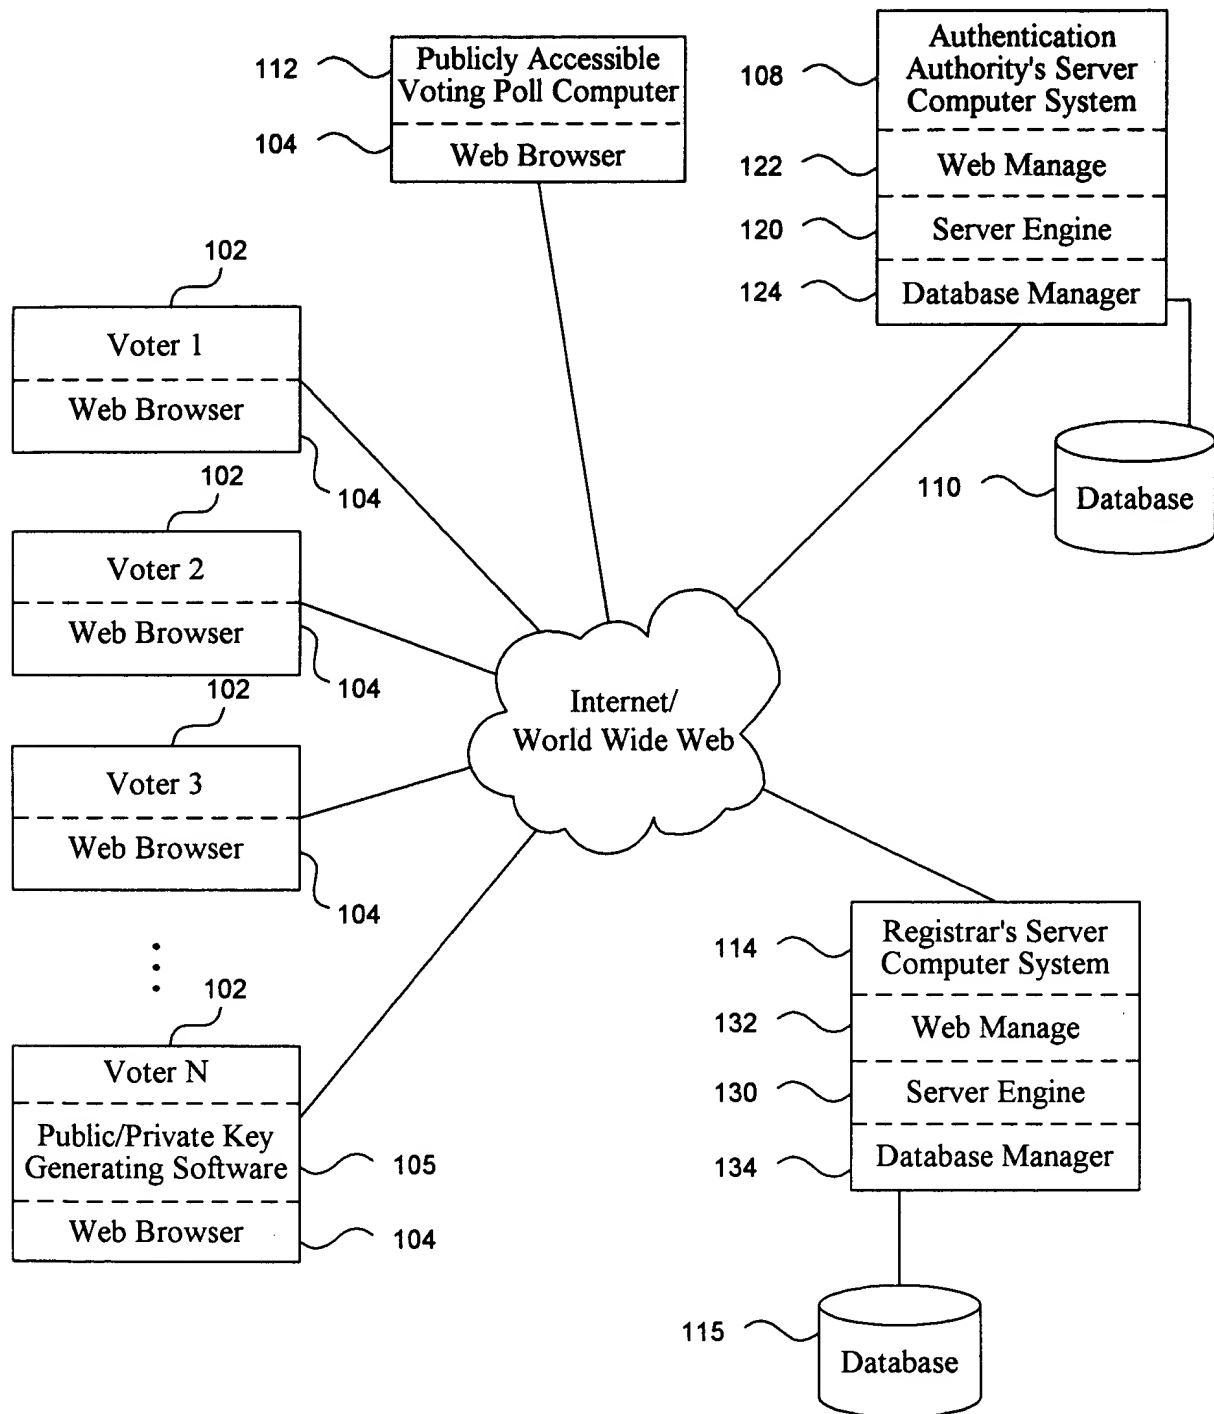 112
Publicly Accessible
Voting Poll Computer
104
Web Browser
108
Authentication
Authority's Server
Computer System
122
Web Manage
120
Server Engine
124
Database Manager
110
Database
102
Voter 1
Web Browser
104
102
Voter 2
Web Browser
104
102
Voter 3
Web Browser
104
102
Voter N
Public/Private Key
Generating Software
105
Web Browser
104
Internet/
World Wide Web
114
Registrar's Server
Computer System
132
Web Manage
130
Server Engine
134
Database Manager
115
Database